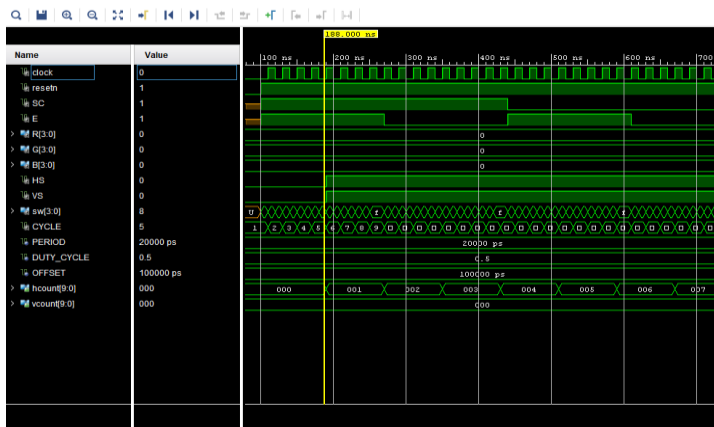 188.000 ns
Name Value
100 ns 200 ns 300 ns 400 ns 500 ns 600 ns 700
clock 0
resetn 1
SC 1
E 1
R[3:0] 0 0
G[3:0] 0 0
B[3:0] 0 0
HS 0
VS 0
sw[3:0] 8 U f f f
CYCLE 5 1 2 3 4 5 6 7 8 9
PERIOD 20000 ps 20000 ps
DUTY_CYCLE 0.5 0.5
OFFSET 100000 ps 100000 ps
hcount[9:0] 000 000 001 002 003 004 005 006 007
vcount[9:0] 000 000